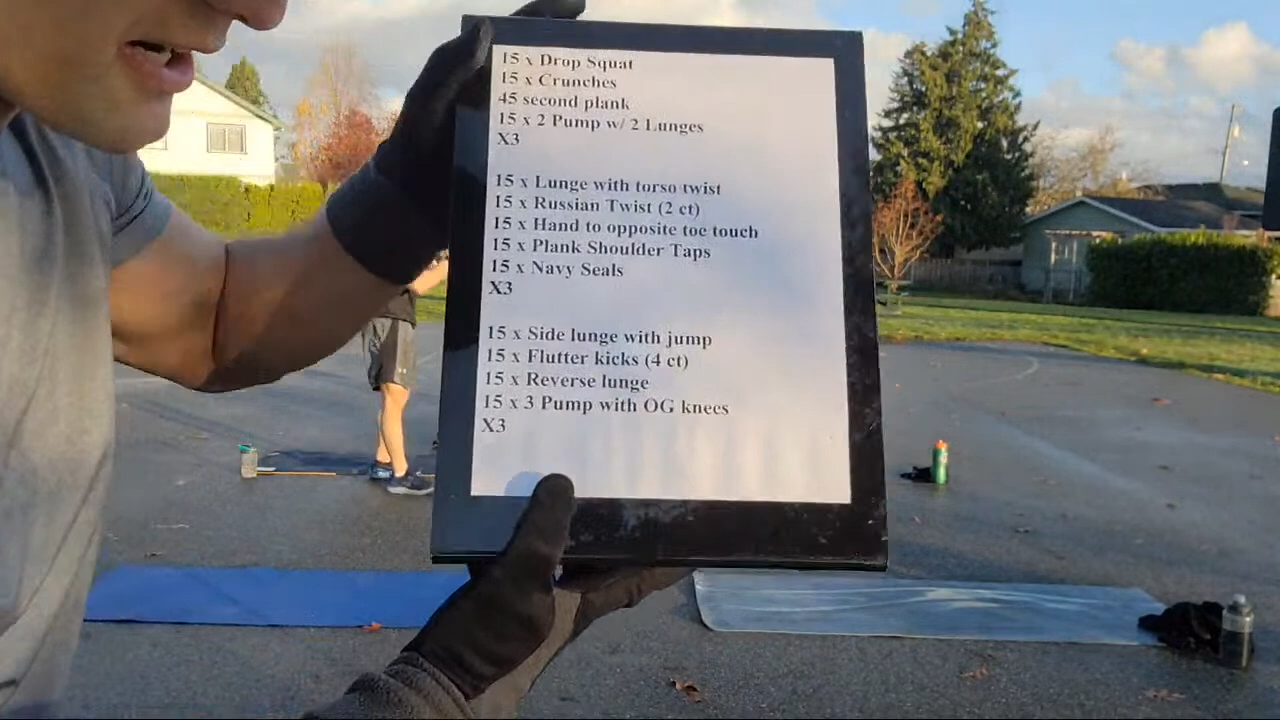 15 x Drop Squat
15 x Crunches
45 second plank
15 x 2 Pump w/ 2 Lunges
X3
15 x Lunge with torso twist
15 x Russian Twist (2 ct)
15 x Hand to opposite toe touch
15 x Plank Shoulder Taps
15 x Navy Seals
X3
15 x Side lunge with jump
15 x Flutter kicks (4 ct)
15 x Reverse lunge
15 x 3 Pump with OG knees
X3